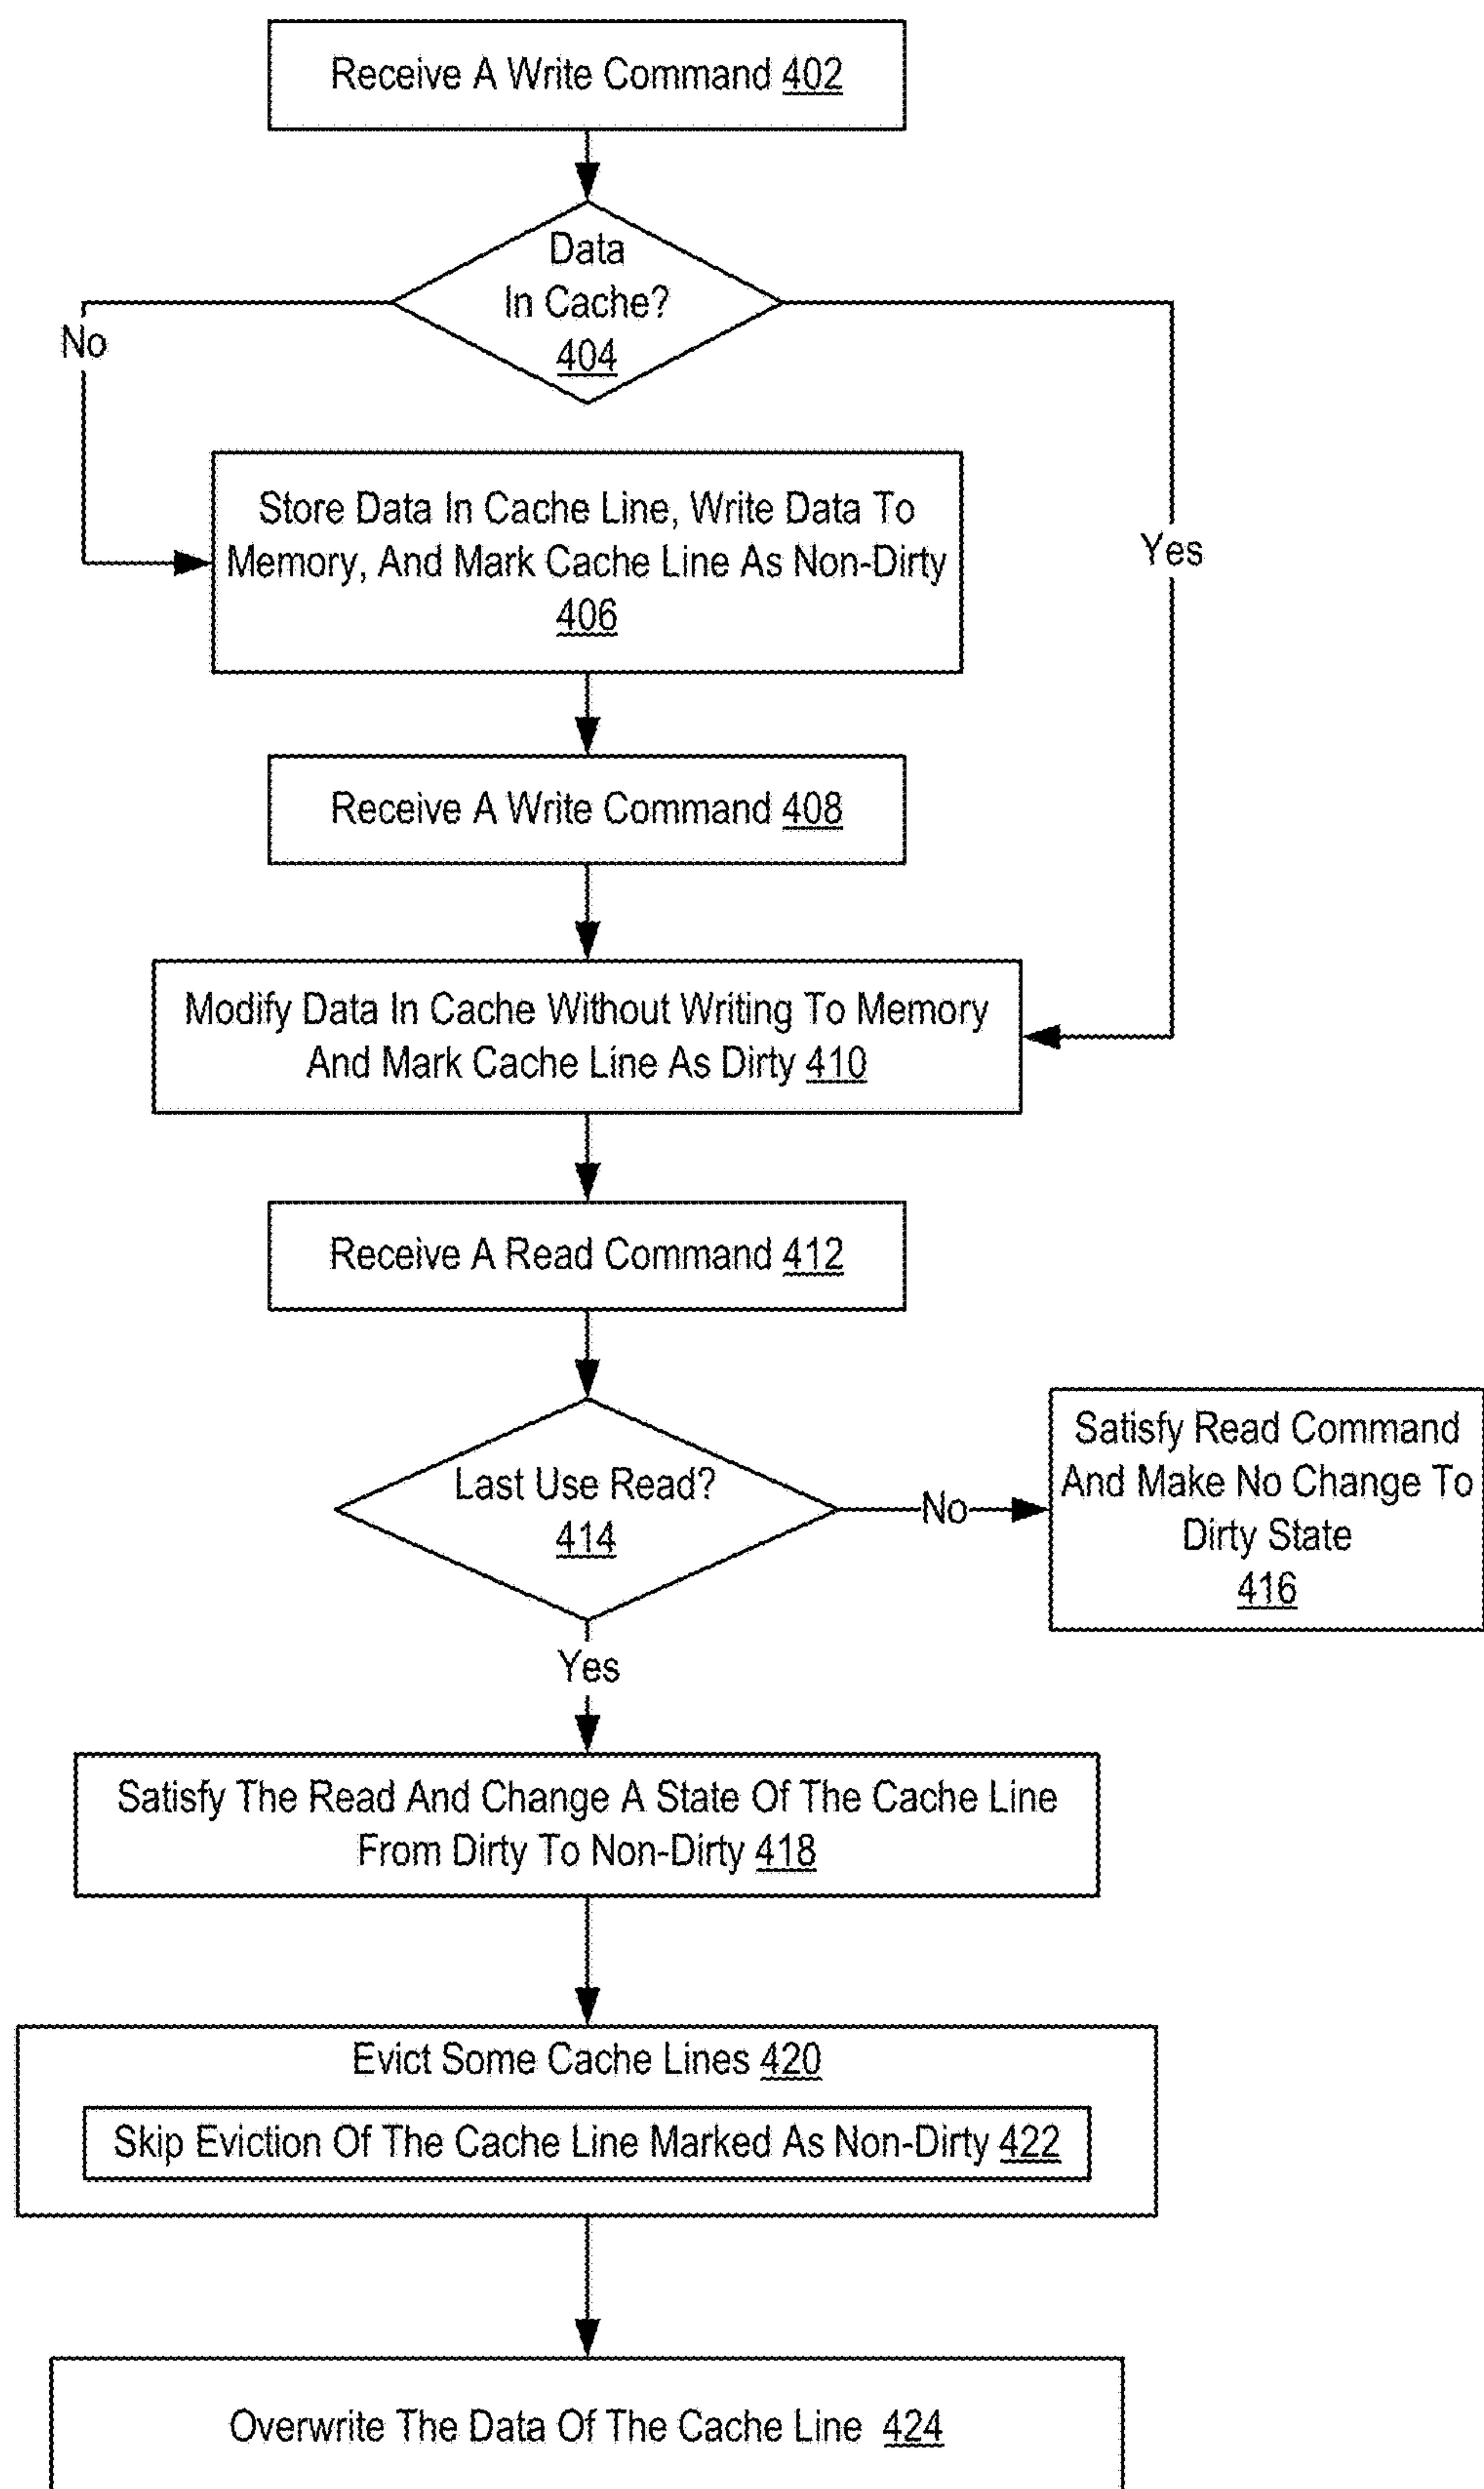 Receive A Write Command 402
Data
In Cache?
404
No
Yes
Store Data In Cache Line, Write Data To
Memory, And Mark Cache Line As Non-Dirty
406
Receive A Write Command 408
Modify Data In Cache Without Writing To Memory
And Mark Cache Line As Dirty 410
Receive A Read Command 412
Last Use Read?
414
No
Satisfy Read Command
And Make No Change To
Dirty State
416
Yes
Satisfy The Read And Change A State Of The Cache Line
From Dirty To Non-Dirty 418
Evict Some Cache Lines 420
Skip Eviction Of The Cache Line Marked As Non-Dirty 422
Overwrite The Data Of The Cache Line 424